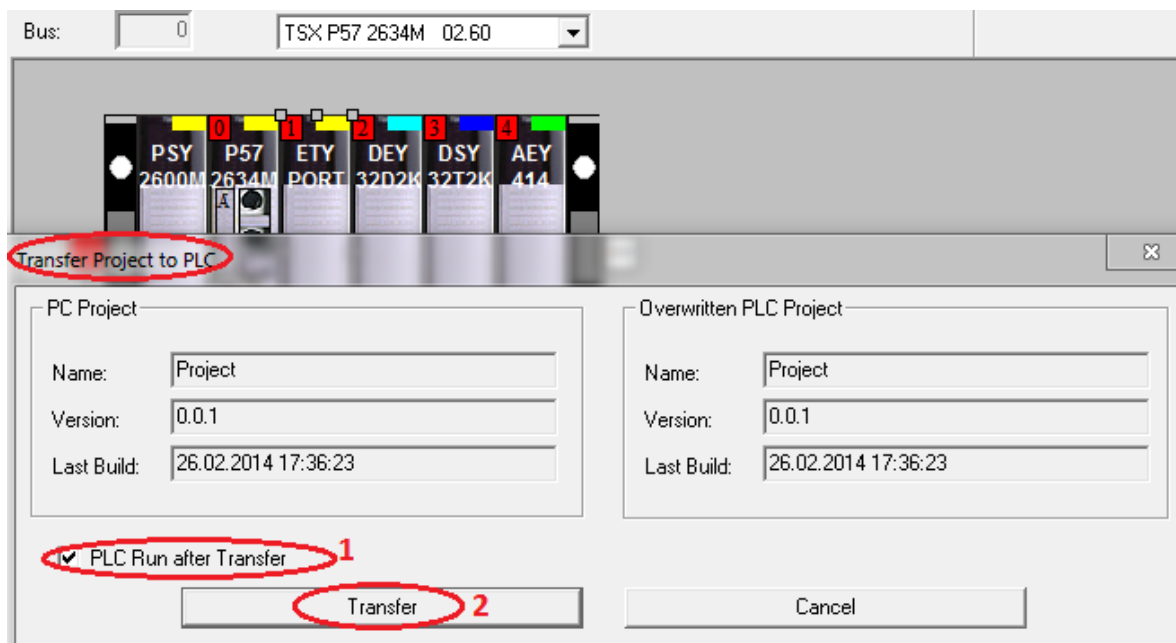 Bus: 0 TSX P57 2634M 02.60
0 1 2 3 4
PSY P57 ETY DEY DSY AEY
2600M 2634M PORT 32D2K 32T2K 414
A
Transfer Project to PLC
PC Project Overwritten PLC Project
Name: Project Name: Project
Version: 0.0.1 Version: 0.0.1
Last Build: 26.02.2014 17:36:23 Last Build: 26.02.2014 17:36:23
PLC Run after Transfer 1
Transfer 2 Cancel